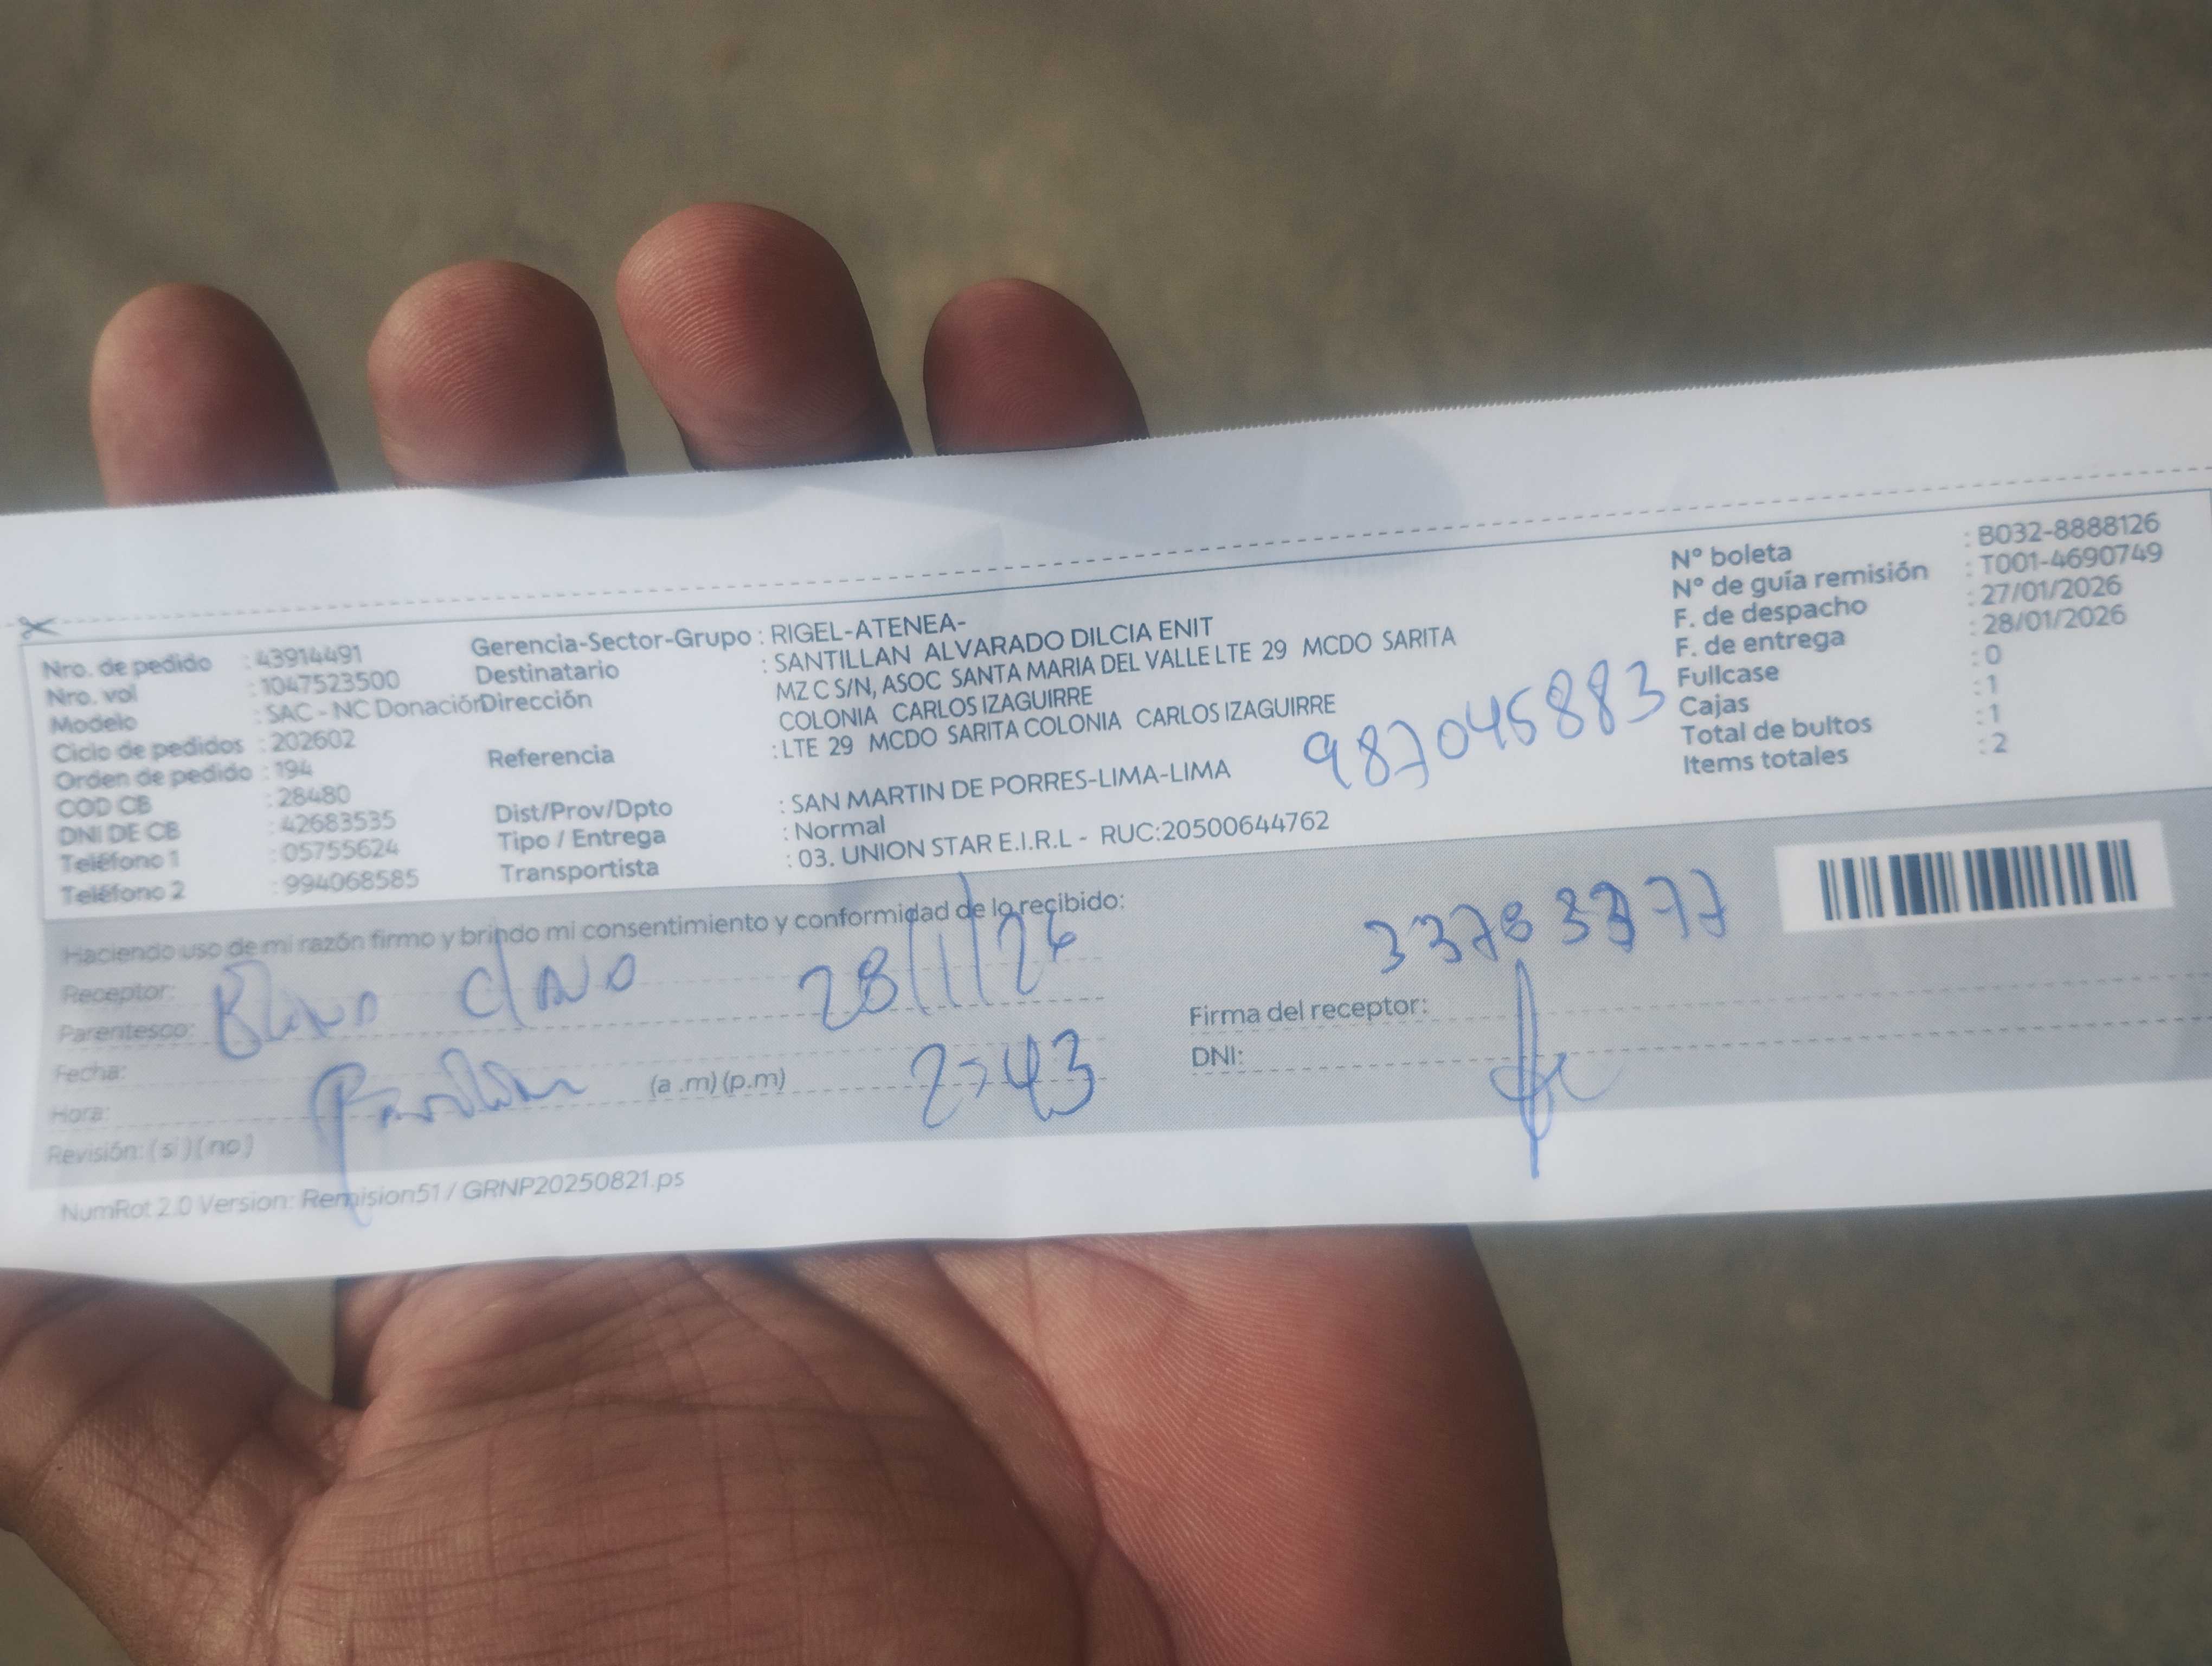 Nro. de pedido : 43914491
Nro. vol : 1047523500
Modelo : SAC - NC Donación
Ciclo de pedidos : 202602
Orden de pedido : 194
COD CB : 28480
DNI DE CB : 42683535
Teléfono 1 : 05755624
Teléfono 2 : 994068585
Gerencia-Sector-Grupo : RIGEL-ATENEA-
Destinatario : SANTILLAN ALVARADO DILCIA ENIT
Dirección MZ C S/N, ASOC SANTA MARIA DEL VALLE LTE 29 MCDO SARITA
COLONIA CARLOS IZAGUIRRE
Referencia : LTE 29 MCDO SARITA COLONIA CARLOS IZAGUIRRE
Dist/Prov/Dpto : SAN MARTIN DE PORRES-LIMA-LIMA
Tipo / Entrega : Normal
Transportista : 03. UNION STAR E.I.R.L - RUC:20500644762
987045883
N° boleta : B032-8888126
N° de guía remisión : T001-4690749
F. de despacho : 27/01/2026
F. de entrega : 28/01/2026
Fullcase : 0
Cajas : 1
Total de bultos : 1
Items totales : 2
Haciendo uso de mi razón firmo y brindo mi consentimiento y conformidad de lo recibido:
Receptor:
Parentesco:
28/1/26
Fecha:
Hora: (a .m) (p.m) 2:43
Revisión: ( si ) ( no )
Firma del receptor:
DNI:
NumRot 2.0 Version: Remision51 / GRNP20250821.ps